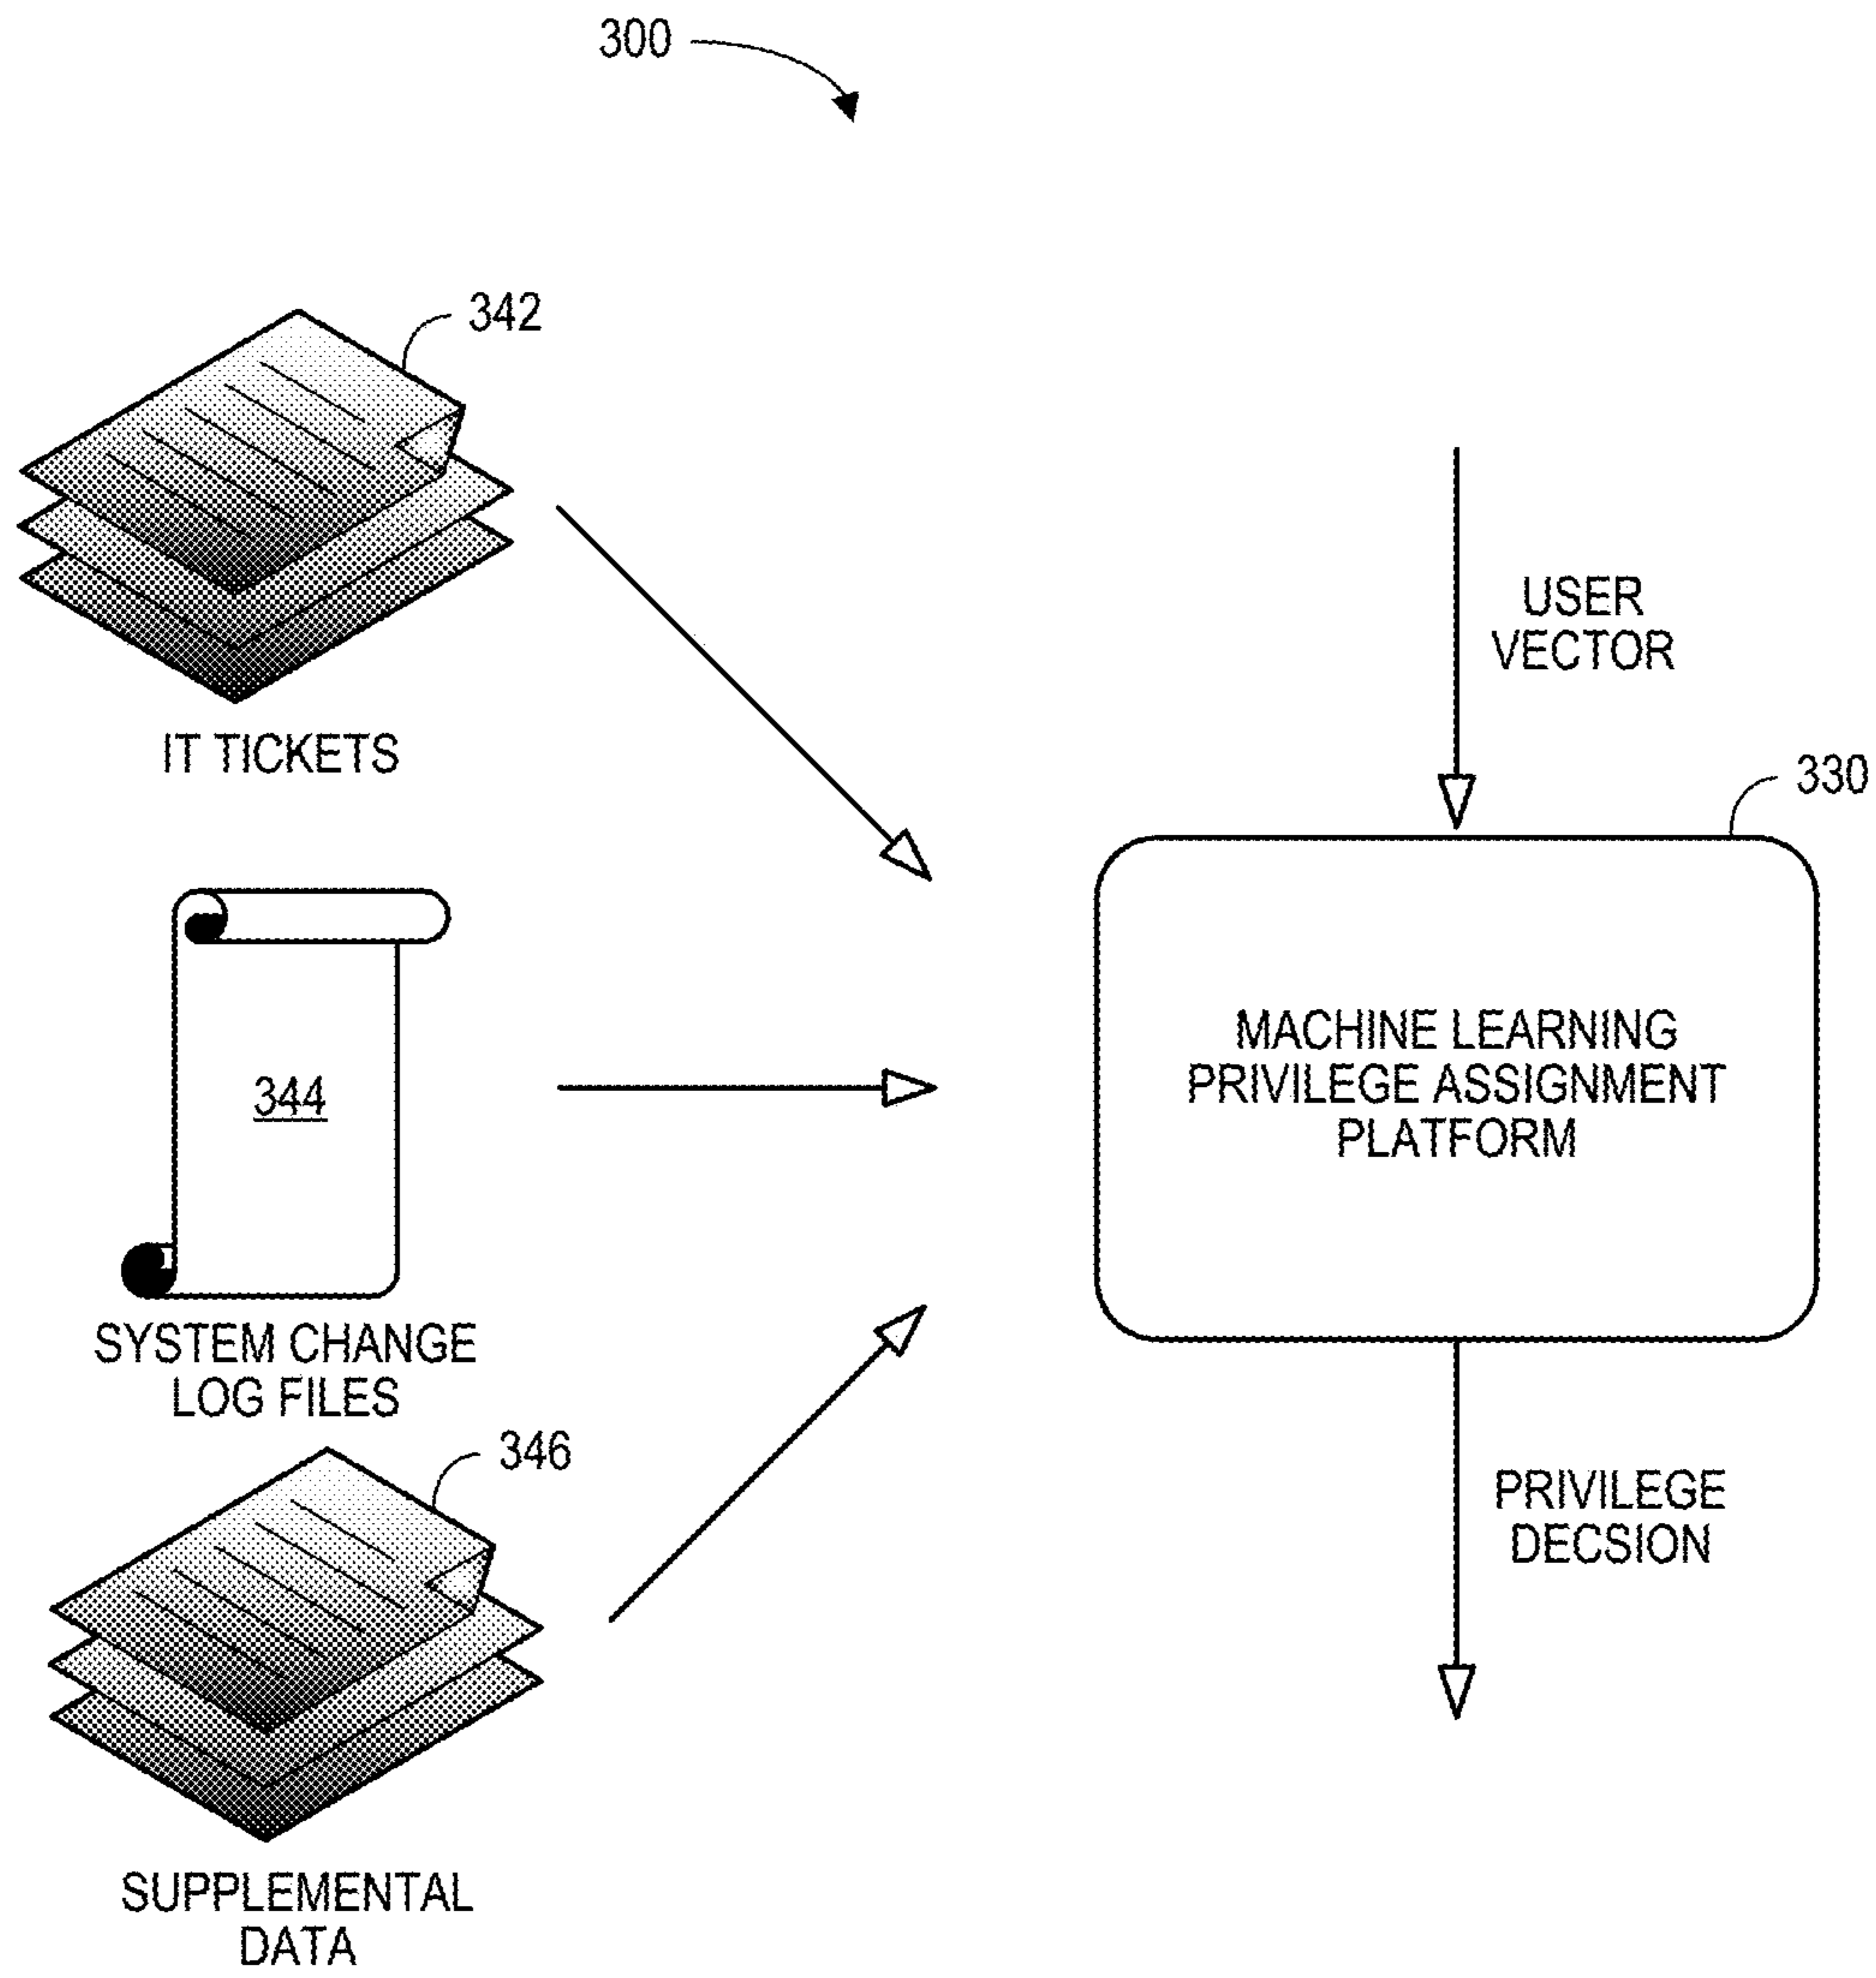 300
342
IT TICKETS
USER
VECTOR
330
MACHINE LEARNING
PRIVILEGE ASSIGNMENT
PLATFORM
344
SYSTEM CHANGE
LOG FILES
346
PRIVILEGE
DECSION
SUPPLEMENTAL
DATA